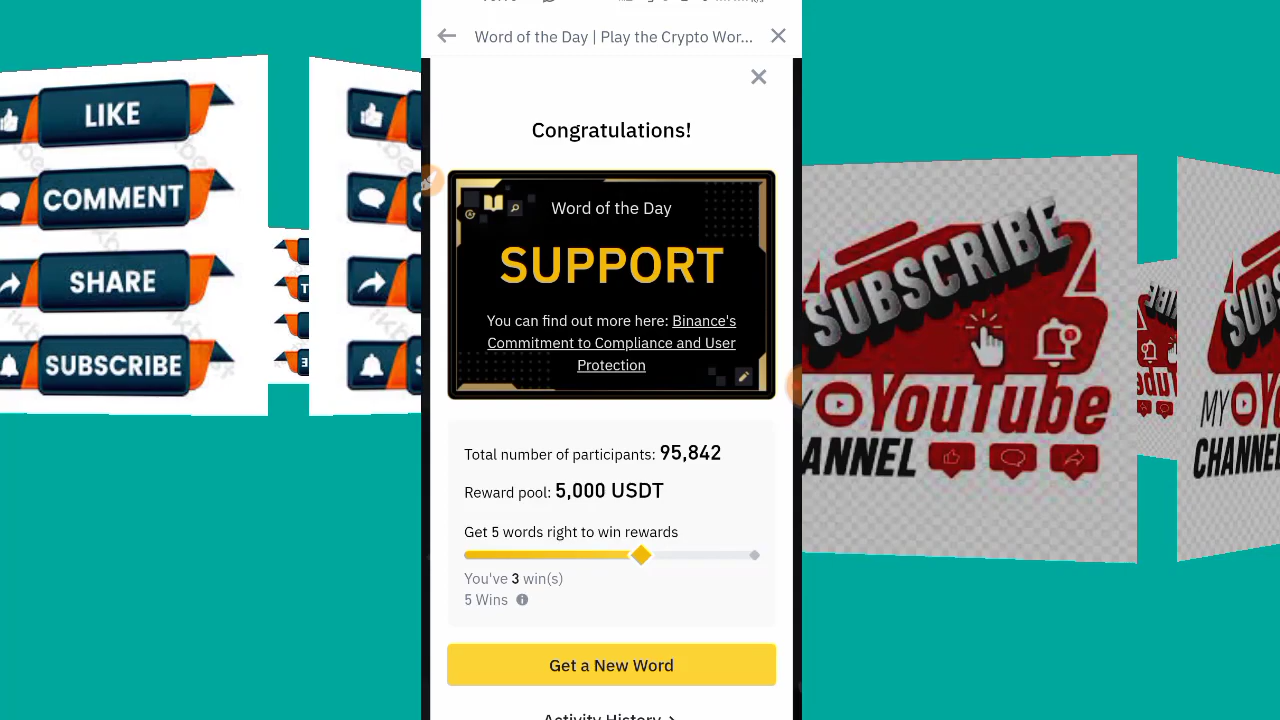 Word of the Day | Play the Crypto Wor...
LIKE
COMMENT
SHARE
SUBSCRIBE
Congratulations!
Word of the Day
SUPPORT
You can find out more here: Binance's
Commitment to Compliance and User
Protection
Total number of participants: 95,842
Reward pool: 5,000 USDT
Get 5 words right to win rewards
You've 3 win(s)
5 Wins
Get a New Word
Activity History
SUBSCRIBE
YouTube
ANNEL
MY
CHANNEL